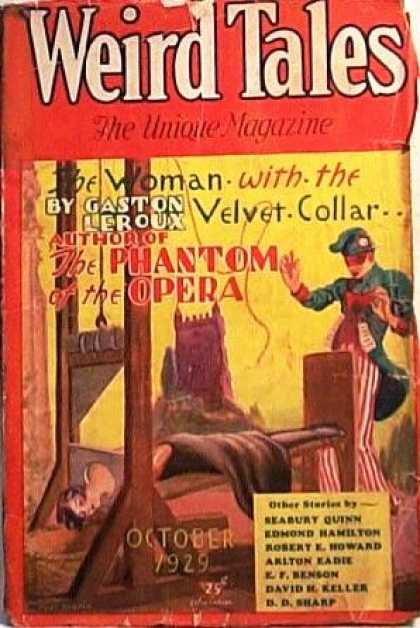 Weird Tales
The Unique Magazine
The Woman · with · the
BY GASTON LEROUX
Velvet · Collar · ·
AUTHOR OF
The PHANTOM
of the OPERA
OCTOBER
1929
25¢
Other Stories by—
SEABURY QUINN
EDMOND HAMILTON
ROBERT E. HOWARD
ARLTON EADIE
E. F. BENSON
DAVID H. KELLER
D. D. SHARP